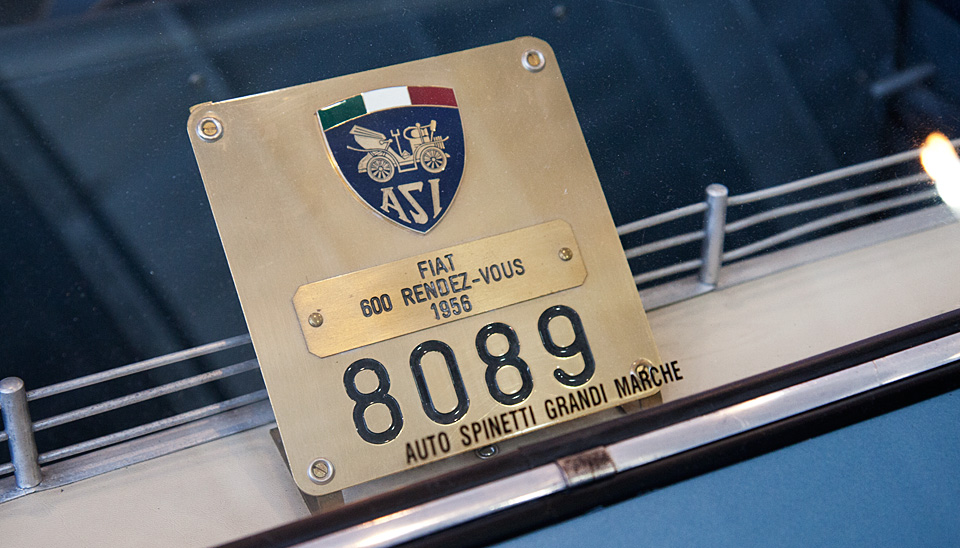 ASI
FIAT
600 RENDEZ-VOUS
1956
8089
AUTO SPINETTI GRANDI MARCHE